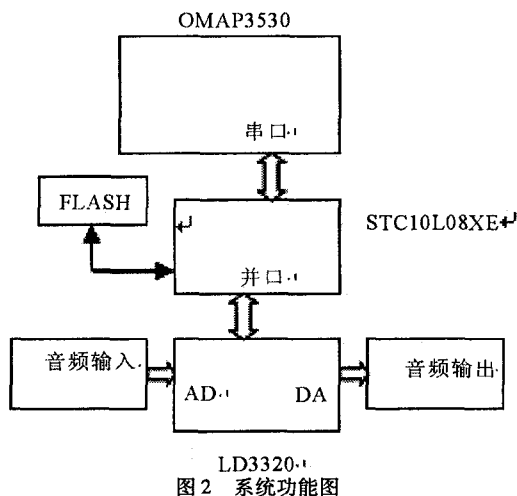 OMAP3530
串口
FLASH
STC10L08XE
并口
音频输入
AD
DA
音频输出
LD3320
图2 系统功能图